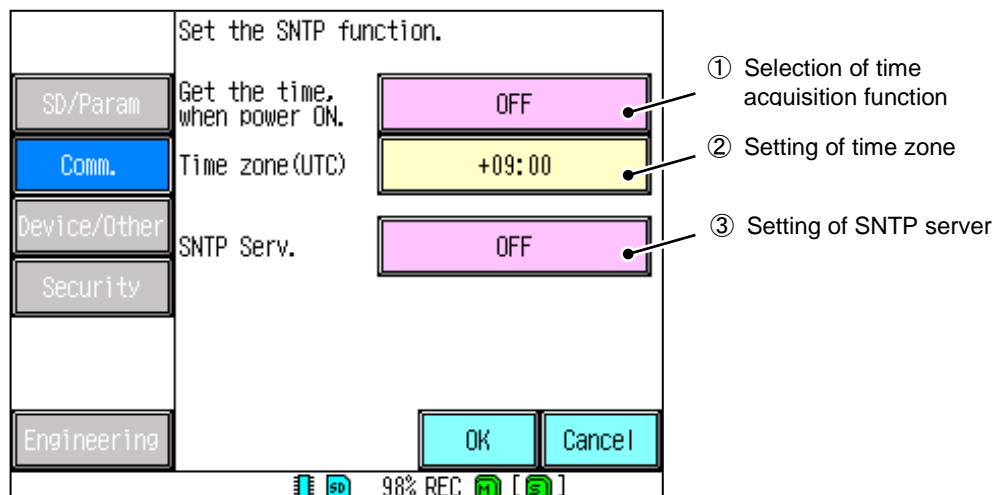 Set the SNTP function.
SD/Param
Get the time,
when power ON.
OFF
① Selection of time
acquisition function
Comm.
Time zone(UTC)
+09:00
② Setting of time zone
Device/Other
SNTP Serv.
OFF
③ Setting of SNTP server
Security
Engineering
OK
Cancel
SD 98% REC M [S]